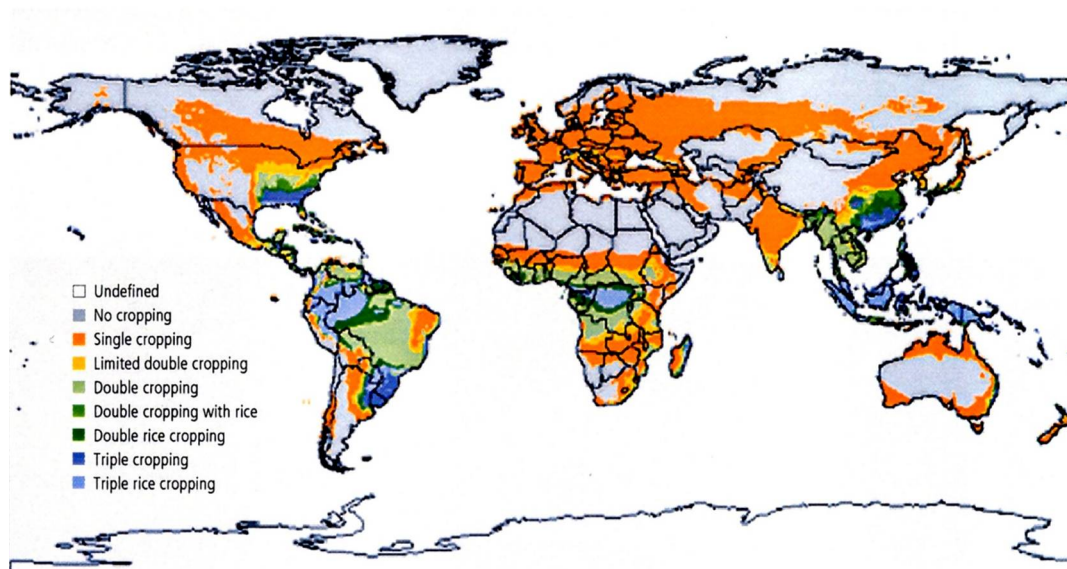 Undefined
No cropping
Single cropping
Limited double cropping
Double cropping
Double cropping with rice
Double rice cropping
Triple cropping
Triple rice cropping